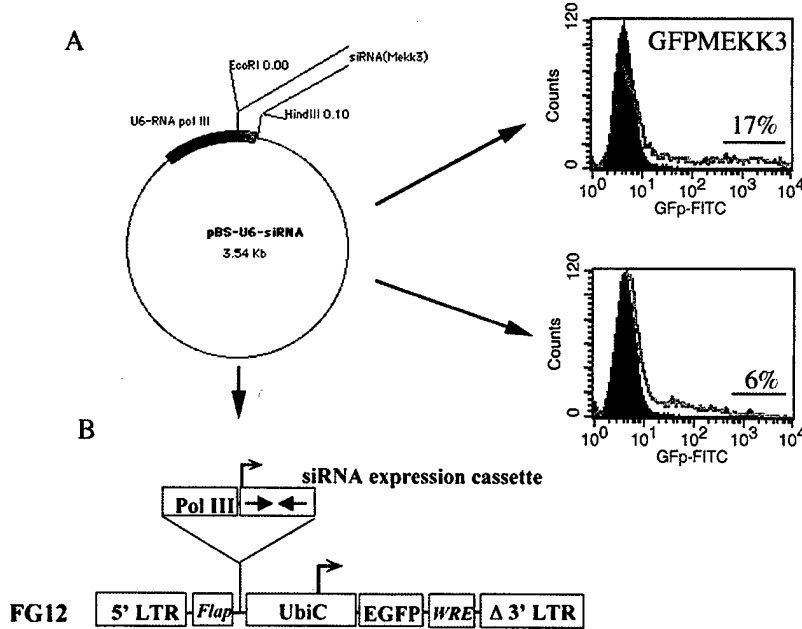 A
EcoRI 0.00
siRNA(Mekk3)
HindIII 0.10
U6-RNA pol III
pBS-U6-siRNA
3.54 Kb
120
GFPMEKK3
Counts
17%
0
10^0 10^1 10^2 10^3 10^4
GFp-FITC
120
Counts
6%
0
10^0 10^1 10^2 10^3 10^4
GFp-FITC
B
siRNA expression cassette
Pol III
FG12 5' LTR Flap UbiC EGFP WRE Δ 3' LTR